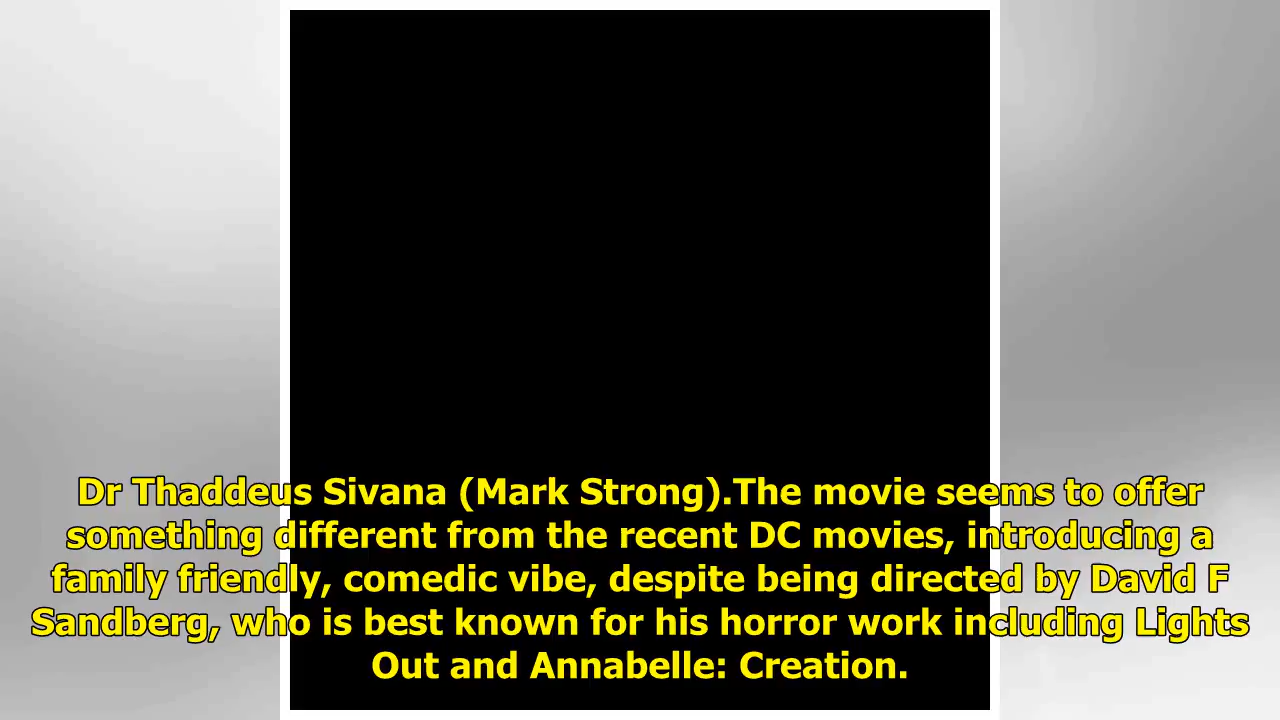 Dr Thaddeus Sivana (Mark Strong).The movie seems to offer
something different from the recent DC movies, introducing a
family friendly, comedic vibe, despite being directed by David F
Sandberg, who is best known for his horror work including Lights
Out and Annabelle: Creation.